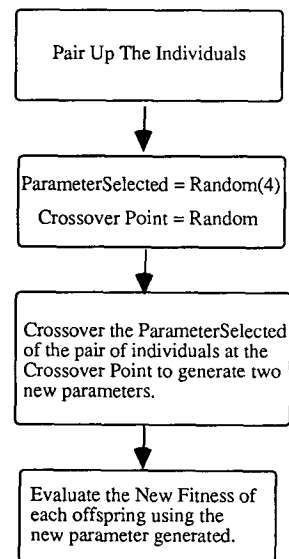 Pair Up The Individuals
ParameterSelected = Random(4)
Crossover Point = Random
Crossover the ParameterSelected
of the pair of individuals at the
Crossover Point to generate two
new parameters.
Evaluate the New Fitness of
each offspring using the
new parameter generated.